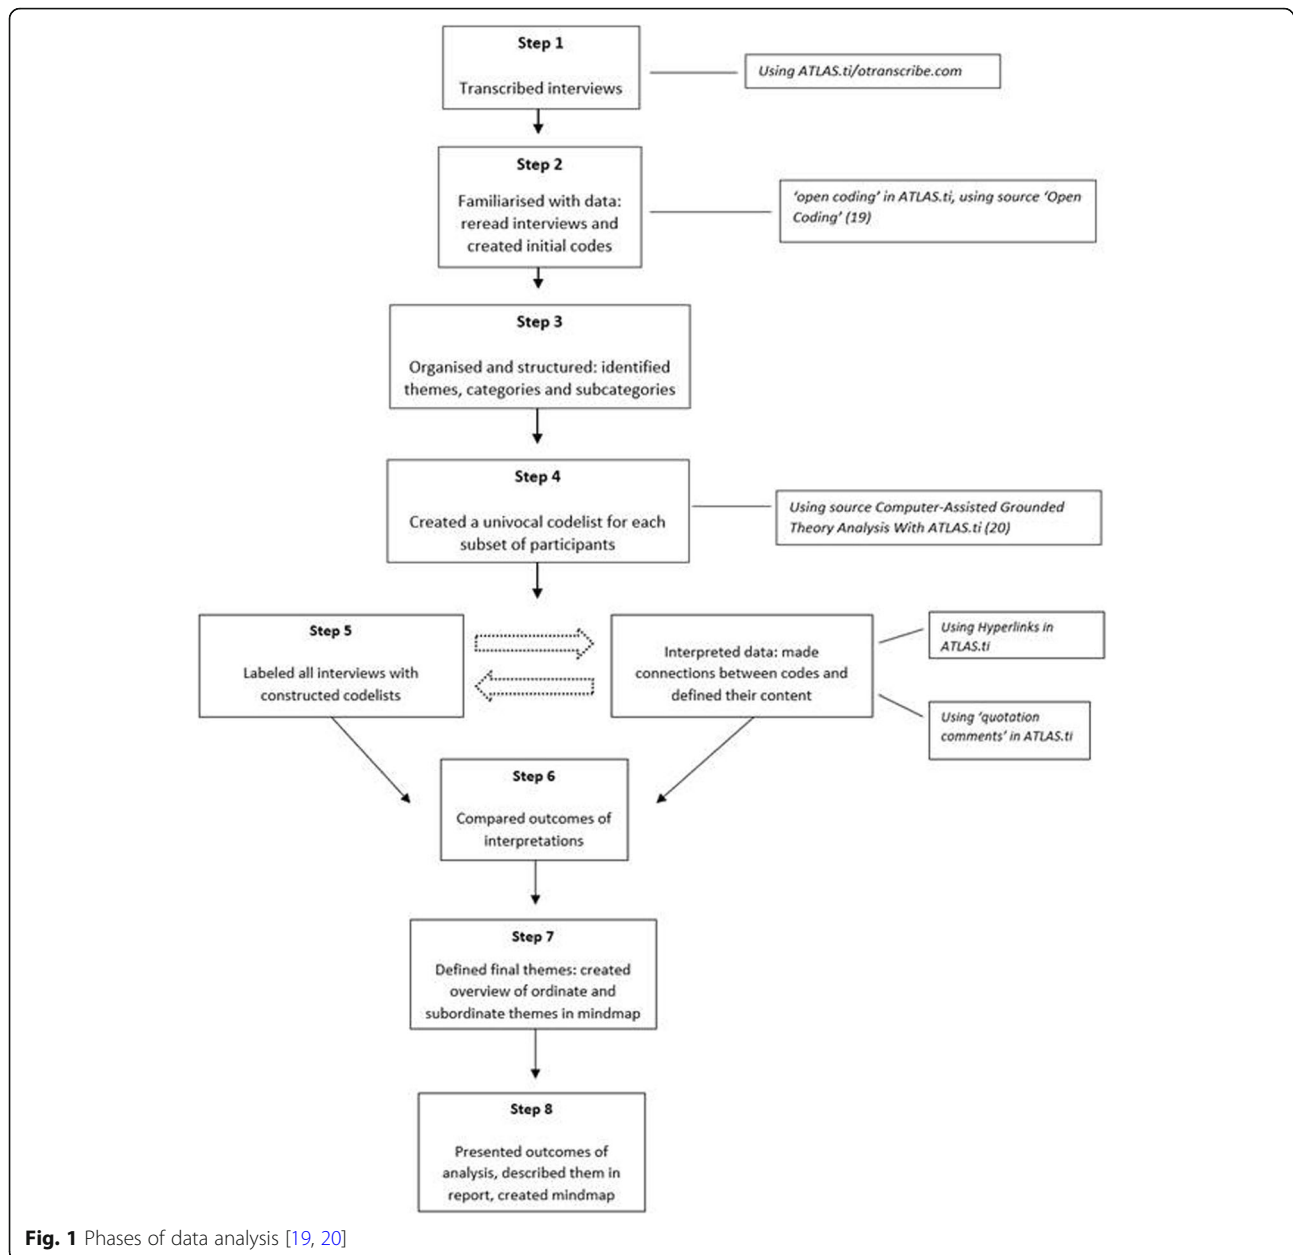 Step 1
Transcribed interviews
Using ATLAS.ti/otranscribe.com
Step 2
Familiarised with data:
reread interviews and
created initial codes
‘open coding’ in ATLAS.ti, using source ‘Open
Coding’ (19)
Step 3
Organised and structured: identified
themes, categories and subcategories
Step 4
Created a univocal codelist for each
subset of participants
Using source Computer-Assisted Grounded
Theory Analysis With ATLAS.ti (20)
Step 5
Labeled all interviews with
constructed codelists
Interpreted data: made
connections between codes and
defined their content
Using Hyperlinks in
ATLAS.ti
Using ‘quotation
comments’ in ATLAS.ti
Step 6
Compared outcomes of
interpretations
Step 7
Defined final themes: created
overview of ordinate and
subordinate themes in mindmap
Step 8
Presented outcomes of
analysis, described them in
report, created mindmap
Fig. 1 Phases of data analysis [19, 20]